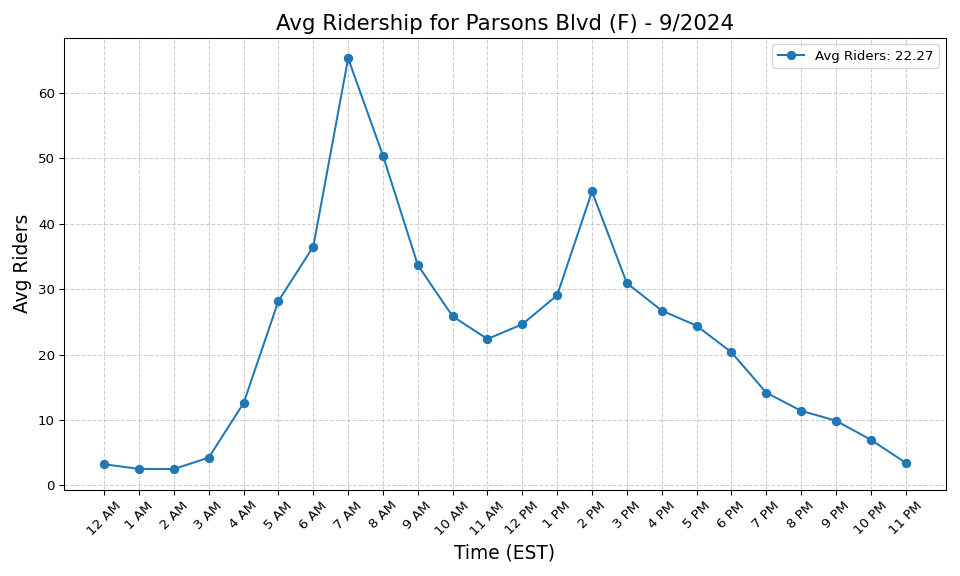 Avg Ridership for Parsons Blvd (F) - 9/2024
Avg Riders: 22.27
Avg Riders
60
50
40
30
20
10
0
12 AM
1 AM
2 AM
3 AM
4 AM
5 AM
6 AM
7 AM
8 AM
9 AM
10 AM
11 AM
12 PM
1 PM
2 PM
3 PM
4 PM
5 PM
6 PM
7 PM
8 PM
9 PM
10 PM
11 PM
Time (EST)